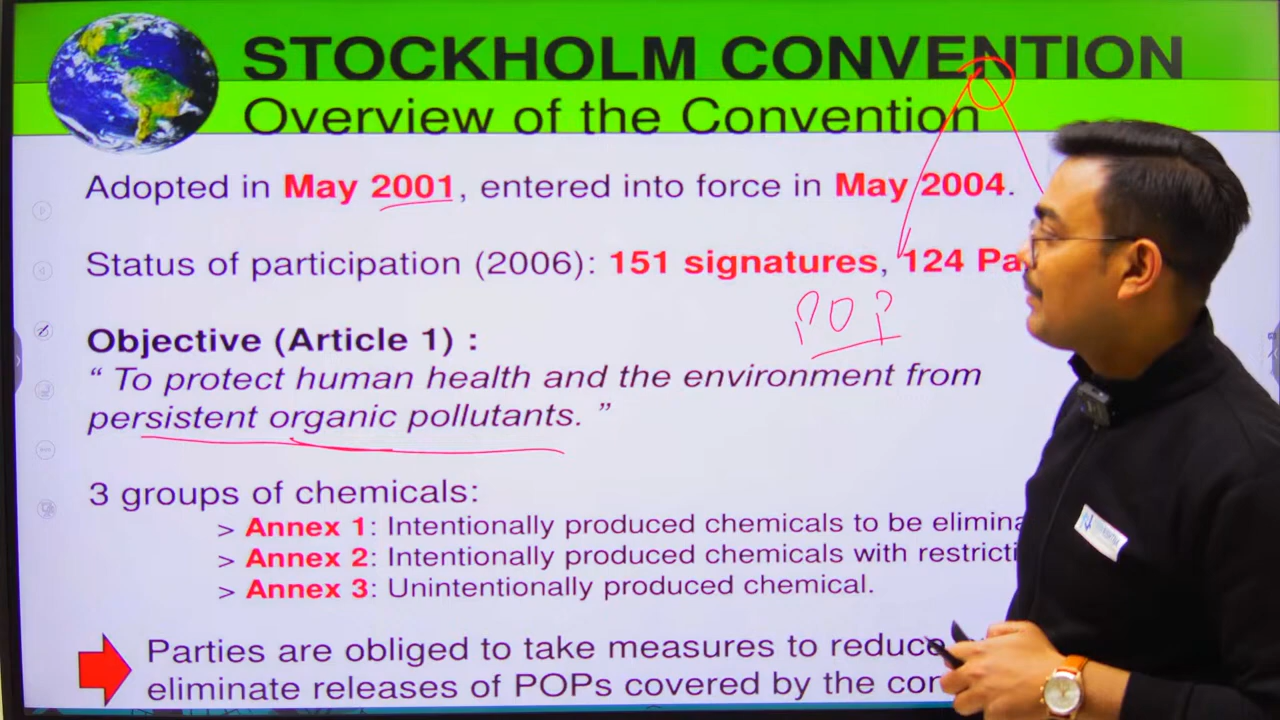 STOCKHOLM CONVENTION
Overview of the Convention
Adopted in May 2001, entered into force in May 2004.
Status of participation (2006): 151 signatures, 124 Pa
POP
Objective (Article 1) :
“ To protect human health and the environment from
persistent organic pollutants. ”
3 groups of chemicals:
> Annex 1: Intentionally produced chemicals to be elimina
> Annex 2: Intentionally produced chemicals with restricti
> Annex 3: Unintentionally produced chemical.
Parties are obliged to take measures to reduce
eliminate releases of POPs covered by the con